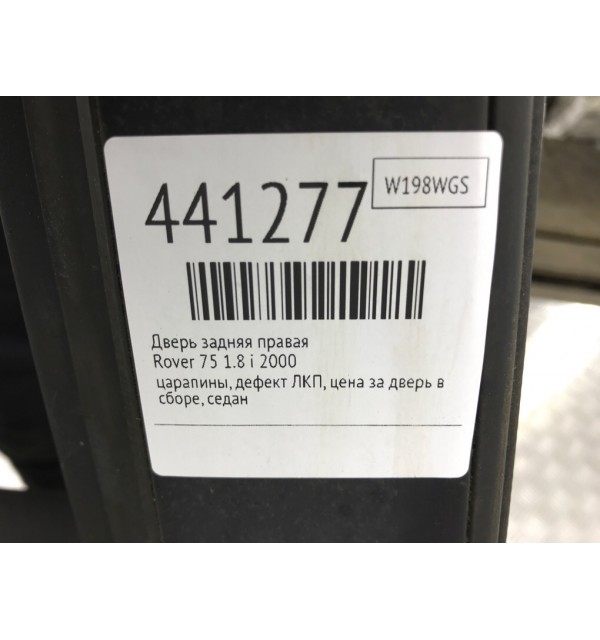 441277
W198WGS
Дверь задняя правая
Rover 75 1.8 i 2000
царапины, дефект ЛКП, цена за дверь в
сборе, седан